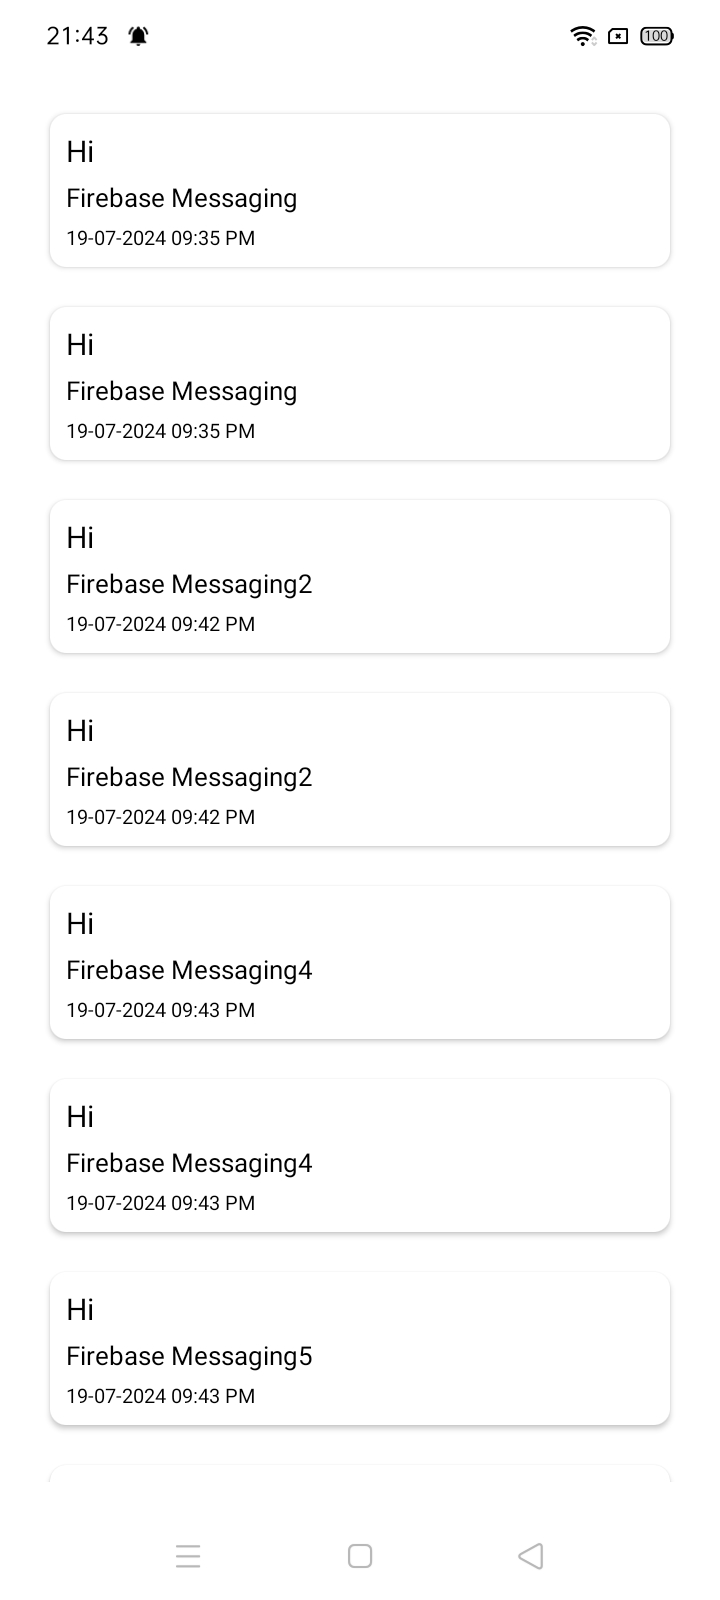 21:43
100
Hi
Firebase Messaging
19-07-2024 09:35 PM
Hi
Firebase Messaging
19-07-2024 09:35 PM
Hi
Firebase Messaging2
19-07-2024 09:42 PM
Hi
Firebase Messaging2
19-07-2024 09:42 PM
Hi
Firebase Messaging4
19-07-2024 09:43 PM
Hi
Firebase Messaging4
19-07-2024 09:43 PM
Hi
Firebase Messaging5
19-07-2024 09:43 PM